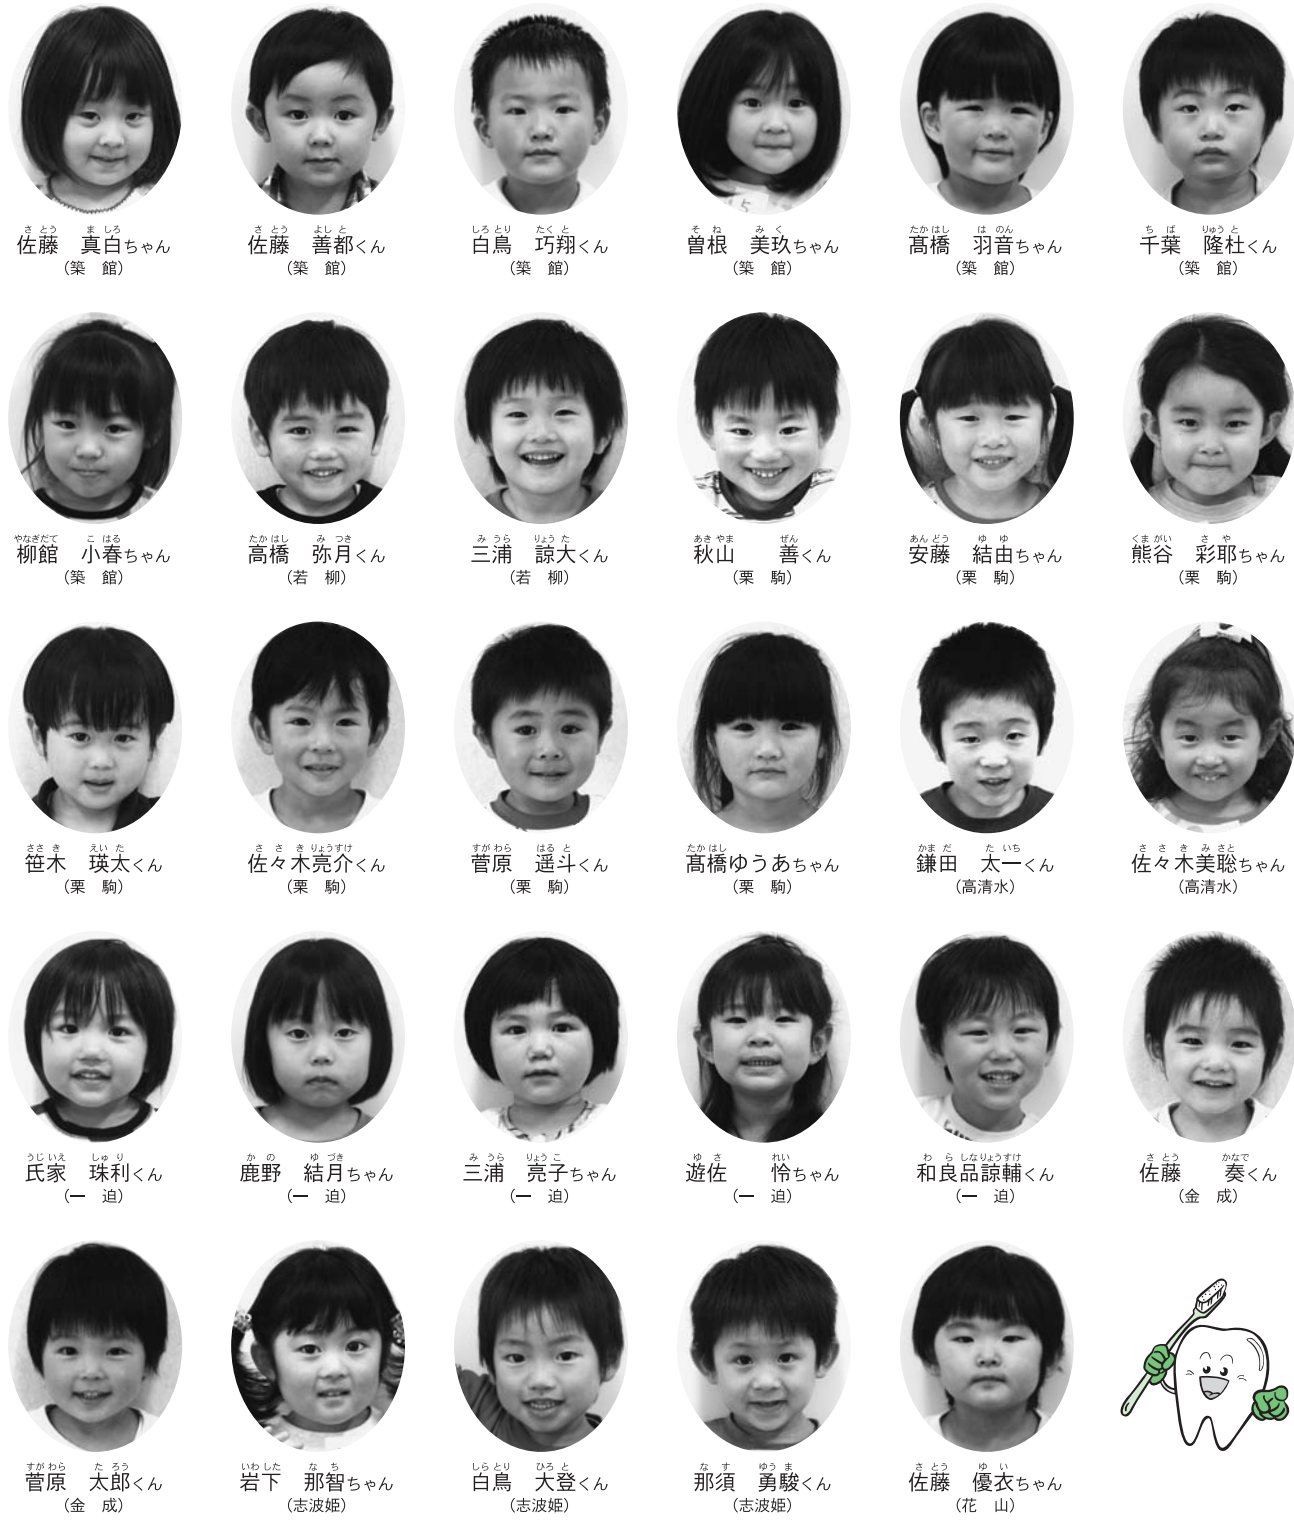 さ とう ま しろ
佐藤 真白ちゃん
（築 館）
さ とう よし と
佐藤 善都くん
（築 館）
しろ とり たく と
白鳥 巧翔くん
（築 館）
そ ね み く
曽根 美玖ちゃん
（築 館）
たか はし は のん
髙橋 羽音ちゃん
（築 館）
ち ば りゅう と
千葉 隆杜くん
（築 館）
やなぎだて こ はる
柳館 小春ちゃん
（築 館）
たか はし み つき
高橋 弥月くん
（若 柳）
み うら りょう た
三浦 諒大くん
（若 柳）
あき やま ぜん
秋山 善くん
（栗 駒）
あん どう ゆ ゆ
安藤 結由ちゃん
（栗 駒）
くま がい さ や
熊谷 彩耶ちゃん
（栗 駒）
ささ き えい た
笹木 瑛太くん
（栗 駒）
さ さ き りょうすけ
佐々木亮介くん
（栗 駒）
すが わら はる と
菅原 遥斗くん
（栗 駒）
たか はし
髙橋ゆうあちゃん
（栗 駒）
かま だ た いち
鎌田 太一くん
（高清水）
さ さ き み さと
佐々木美聡ちゃん
（高清水）
うじ いえ しゅ り
氏家 珠利くん
（一 迫）
か の ゆ づき
鹿野 結月ちゃん
（一 迫）
み うら りょう こ
三浦 亮子ちゃん
（一 迫）
ゆ さ れい
遊佐 怜ちゃん
（一 迫）
わ ら しな りょうすけ
和良品諒輔くん
（一 迫）
さ とう かなで
佐藤 奏くん
（金 成）
すが わら た ろう
菅原 太郎くん
（金 成）
いわ した な ち
岩下 那智ちゃん
（志波姫）
しら とり ひろ と
白鳥 大登くん
（志波姫）
な す ゆう ま
那須 勇駿くん
（志波姫）
さ とう ゆ い
佐藤 優衣ちゃん
（花 山）